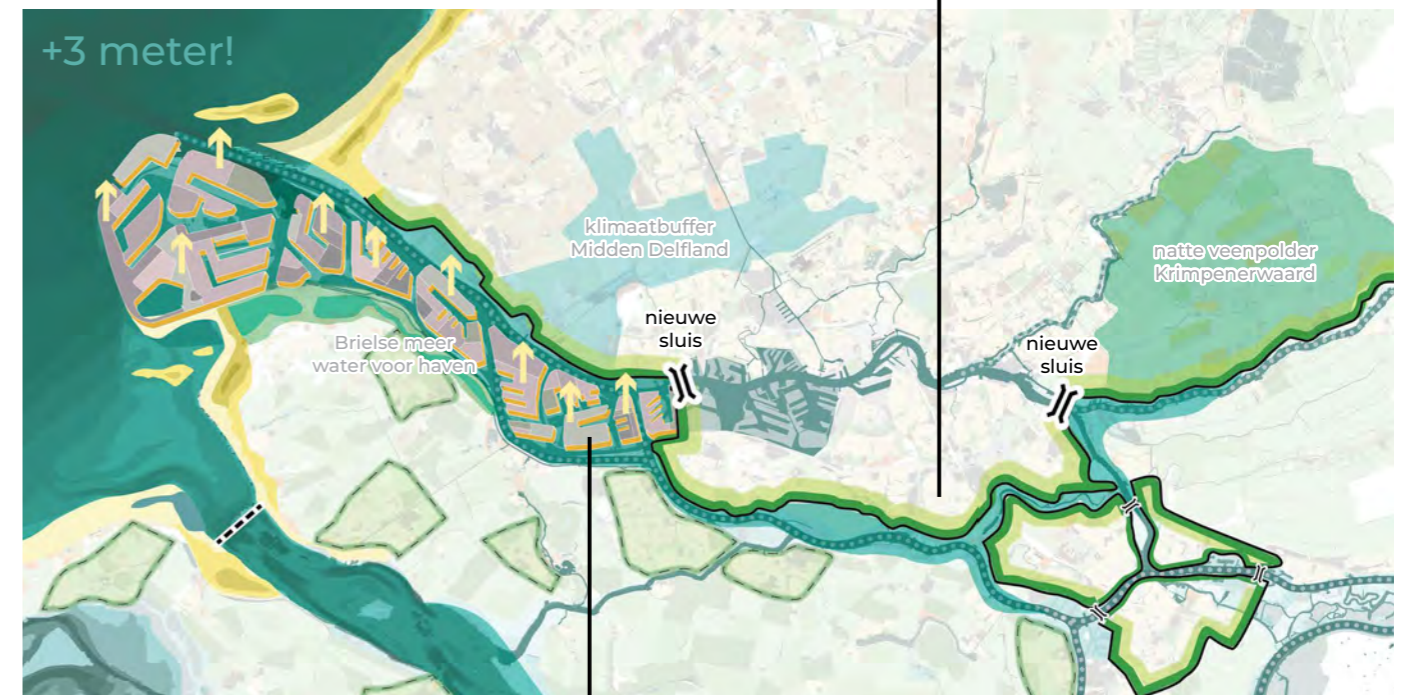 +3 meter!
klimaatbuffer
Midden Delfland
natte veenpolder
Krimpenerwaard
nieuwe
sluis
nieuwe
sluis
Brielse meer
water voor haven